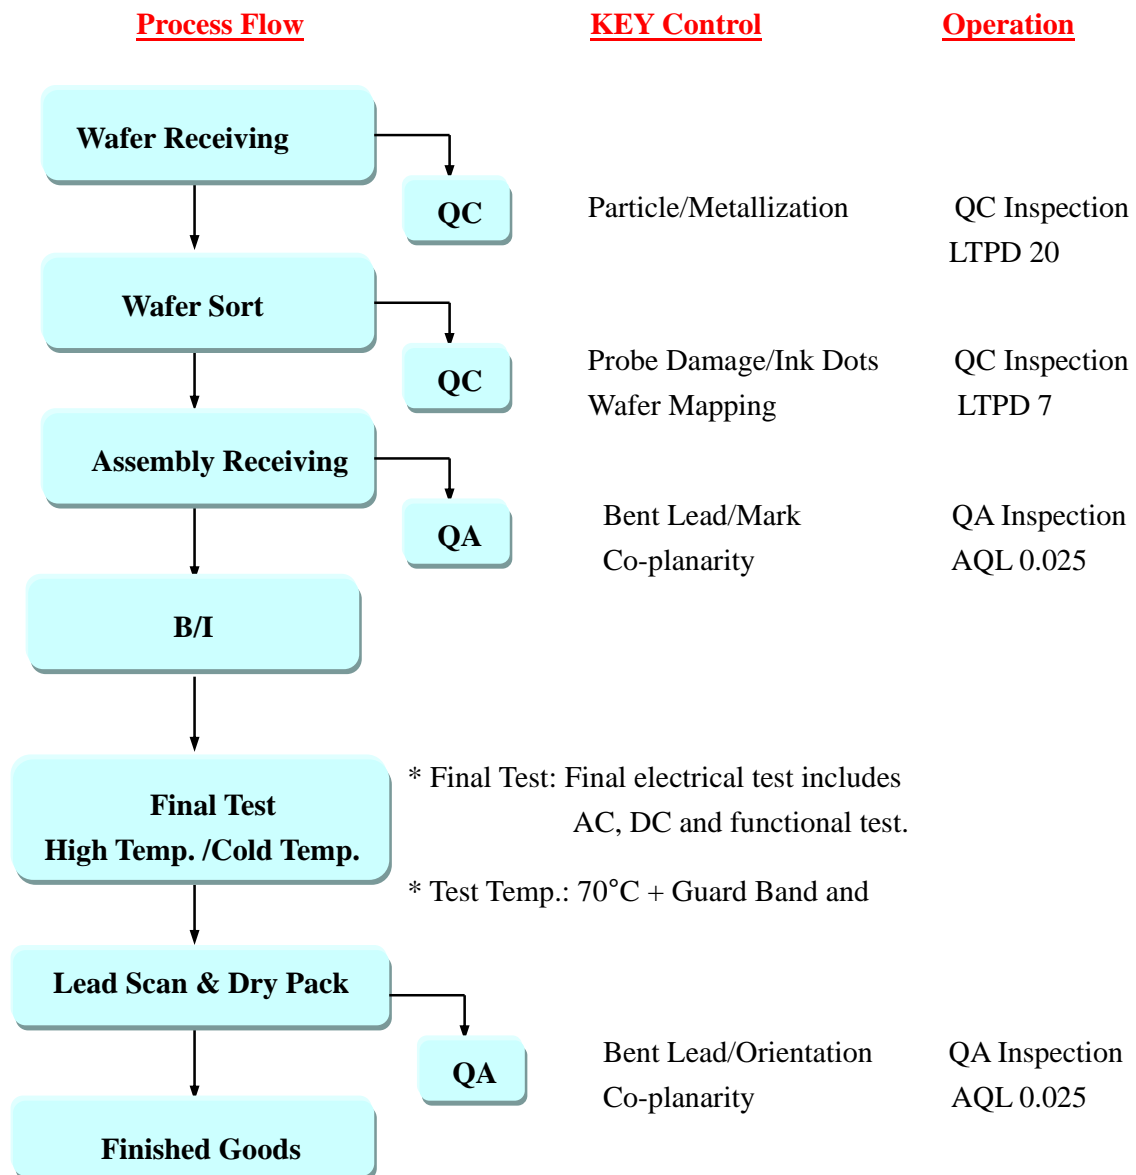 Process Flow KEY Control Operation
Wafer Receiving
QC Particle/Metallization QC Inspection
LTPD 20
Wafer Sort
QC Probe Damage/Ink Dots QC Inspection
Wafer Mapping LTPD 7
Assembly Receiving
QA Bent Lead/Mark QA Inspection
Co-planarity AQL 0.025
B/I
Final Test
High Temp. /Cold Temp.
* Final Test: Final electrical test includes
AC, DC and functional test.
* Test Temp.: 70°C + Guard Band and
Lead Scan & Dry Pack
QA Bent Lead/Orientation QA Inspection
Co-planarity AQL 0.025
Finished Goods